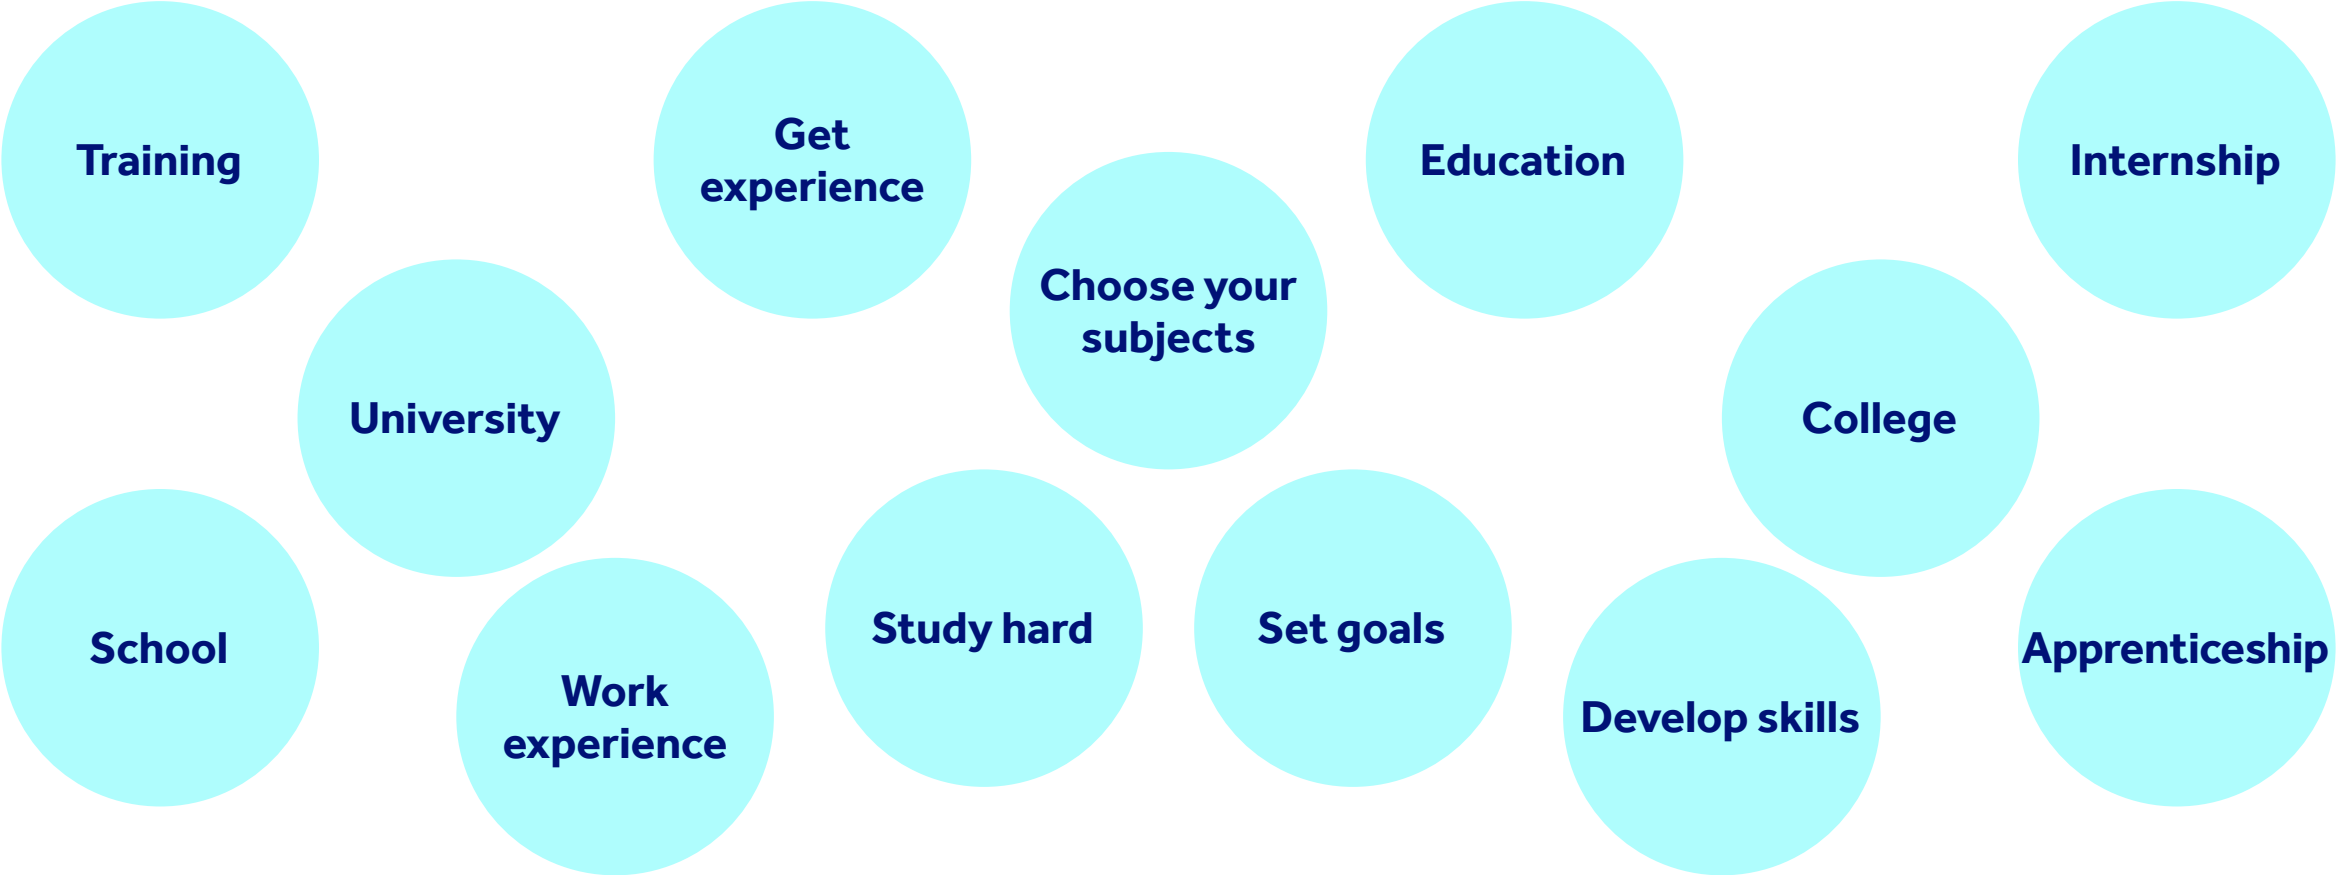 Training
Get
experience
Education
Internship
Choose your
subjects
University
College
School
Work
experience
Study hard
Set goals
Develop skills
Apprenticeship